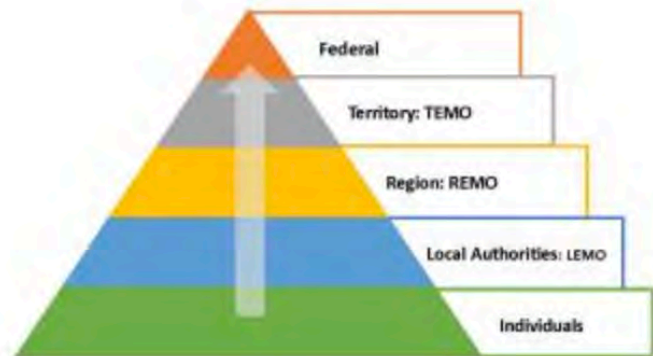 Federal
Territory: TEMO
Region: REMO
Local Authorities: LEMO
Individuals